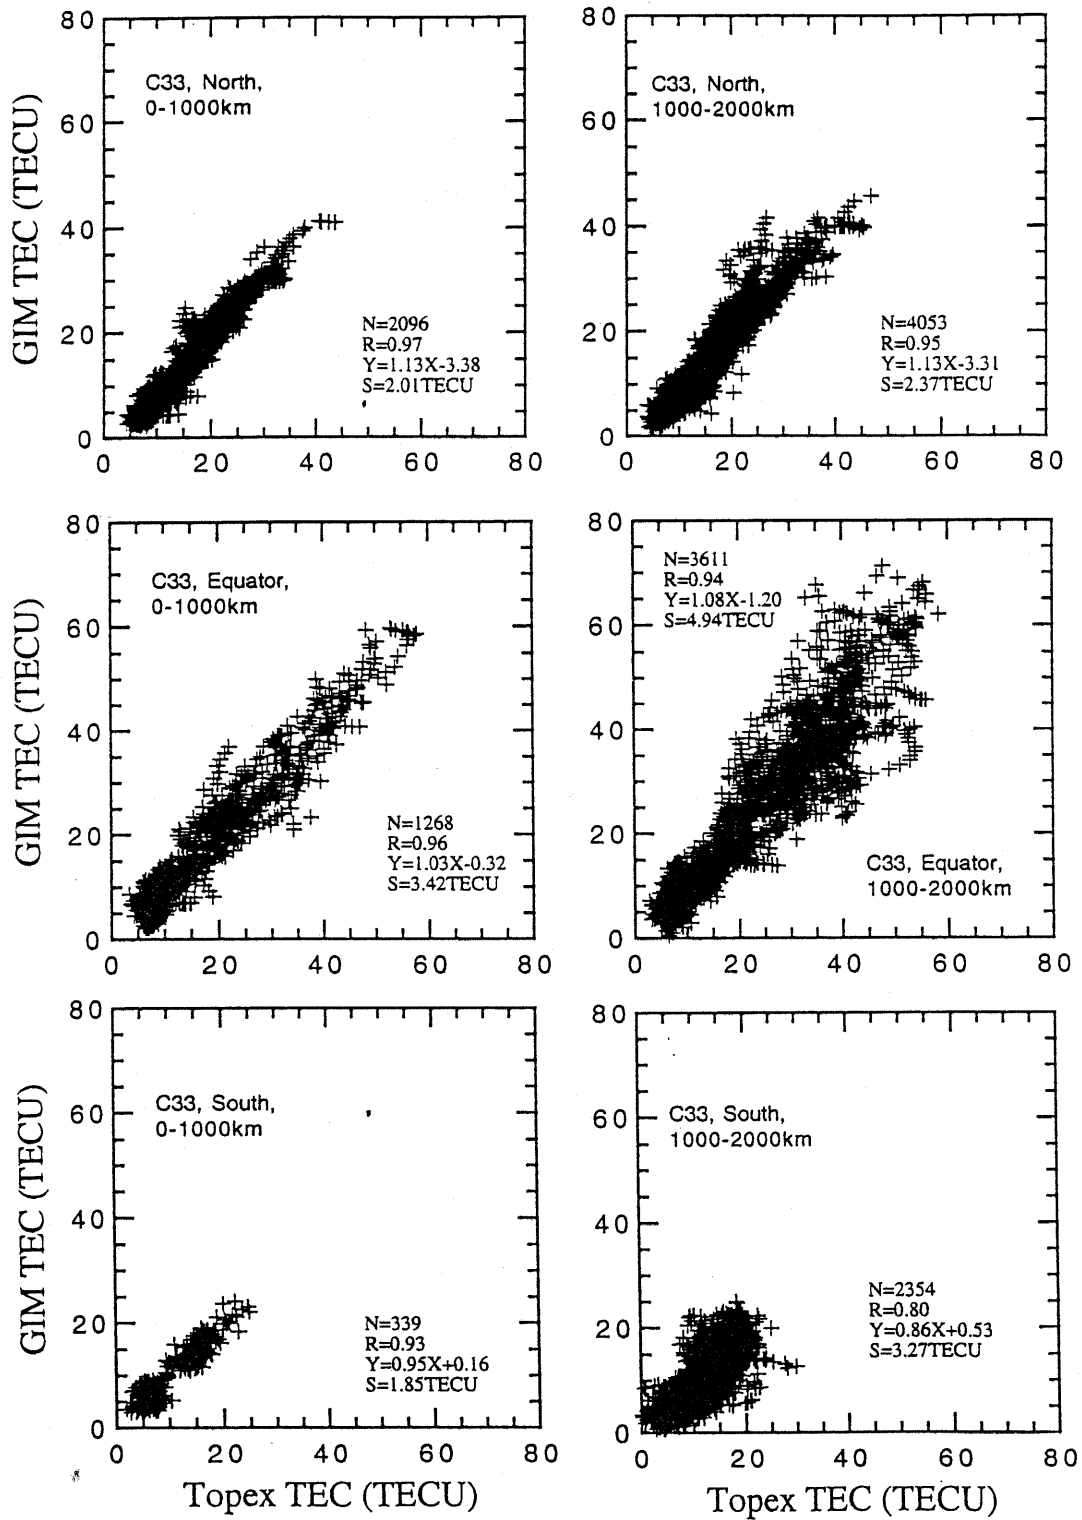 80
60
40
20
0
0 20 40 60 80
GIM TEC (TECU)
C33, North,
0-1000km
N=2096
R=0.97
Y=1.13X-3.38
S=2.01TECU
80
60
40
20
0
0 20 40 60 80
C33, North,
1000-2000km
N=4053
R=0.95
Y=1.13X-3.31
S=2.37TECU
80
60
40
20
0
0 20 40 60 80
GIM TEC (TECU)
C33, Equator,
0-1000km
N=1268
R=0.96
Y=1.03X-0.32
S=3.42TECU
80
60
40
20
0
0 20 40 60 80
N=3611
R=0.94
Y=1.08X-1.20
S=4.94TECU
C33, Equator,
1000-2000km
80
60
40
20
0
0 20 40 60 80
GIM TEC (TECU)
C33, South,
0-1000km
N=339
R=0.93
Y=0.95X+0.16
S=1.85TECU
Topex TEC (TECU)
80
60
40
20
0
0 20 40 60 80
C33, South,
1000-2000km
N=2354
R=0.80
Y=0.86X+0.53
S=3.27TECU
Topex TEC (TECU)